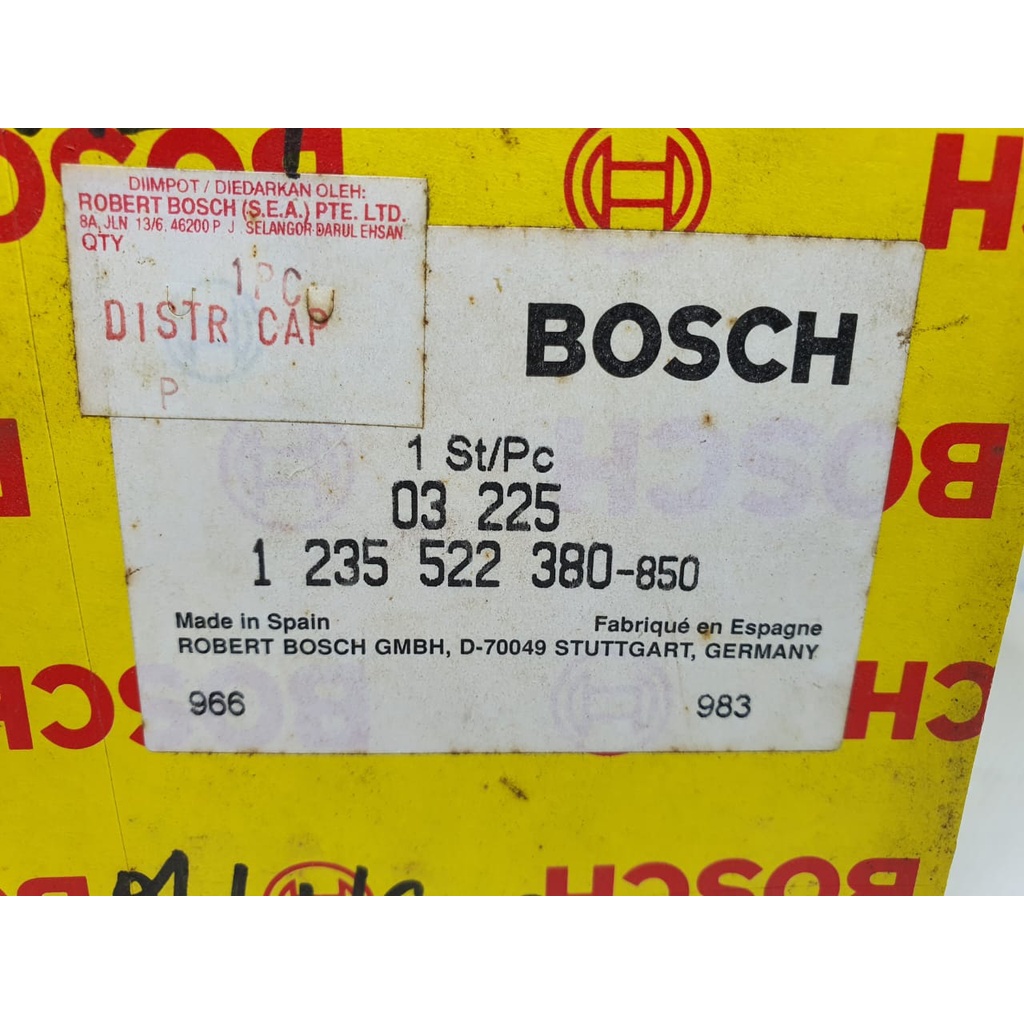 DIIMPOT / DIEDARKAN OLEH:
ROBERT BOSCH (S.E.A.) PTE. LTD.
8A, JLN 13/6, 46200 P J SELANGOR DARUL EHSAN
QTY
1PC
DISTR CAP
P
BOSCH
1 St/Pc
03 225
1 235 522 380-850
Made in Spain Fabriqué en Espagne
ROBERT BOSCH GMBH, D-70049 STUTTGART, GERMANY
966 983
BOSCH